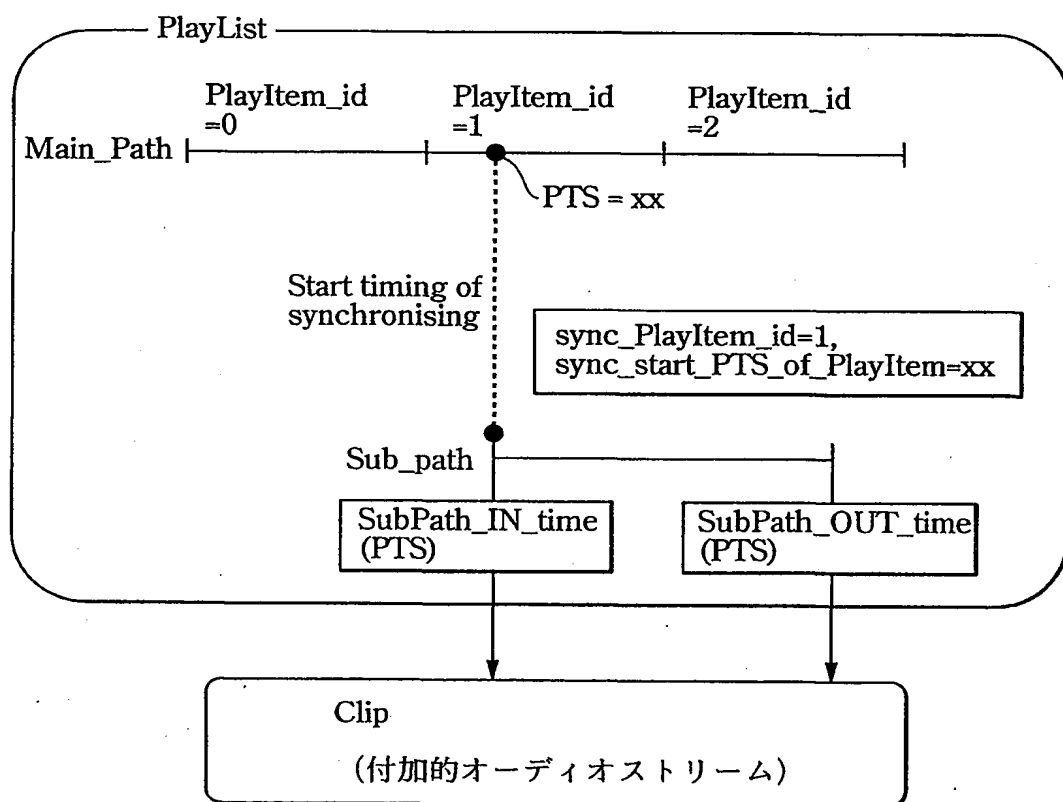 PlayList
PlayItem_id
=0
PlayItem_id
=1
PlayItem_id
=2
Main_Path
PTS = xx
Start timing of
synchronising
sync_PlayItem_id=1,
sync_start_PTS_of_PlayItem=xx
Sub_path
SubPath_IN_time
(PTS)
SubPath_OUT_time
(PTS)
Clip
(付加的オーディオストリーム)